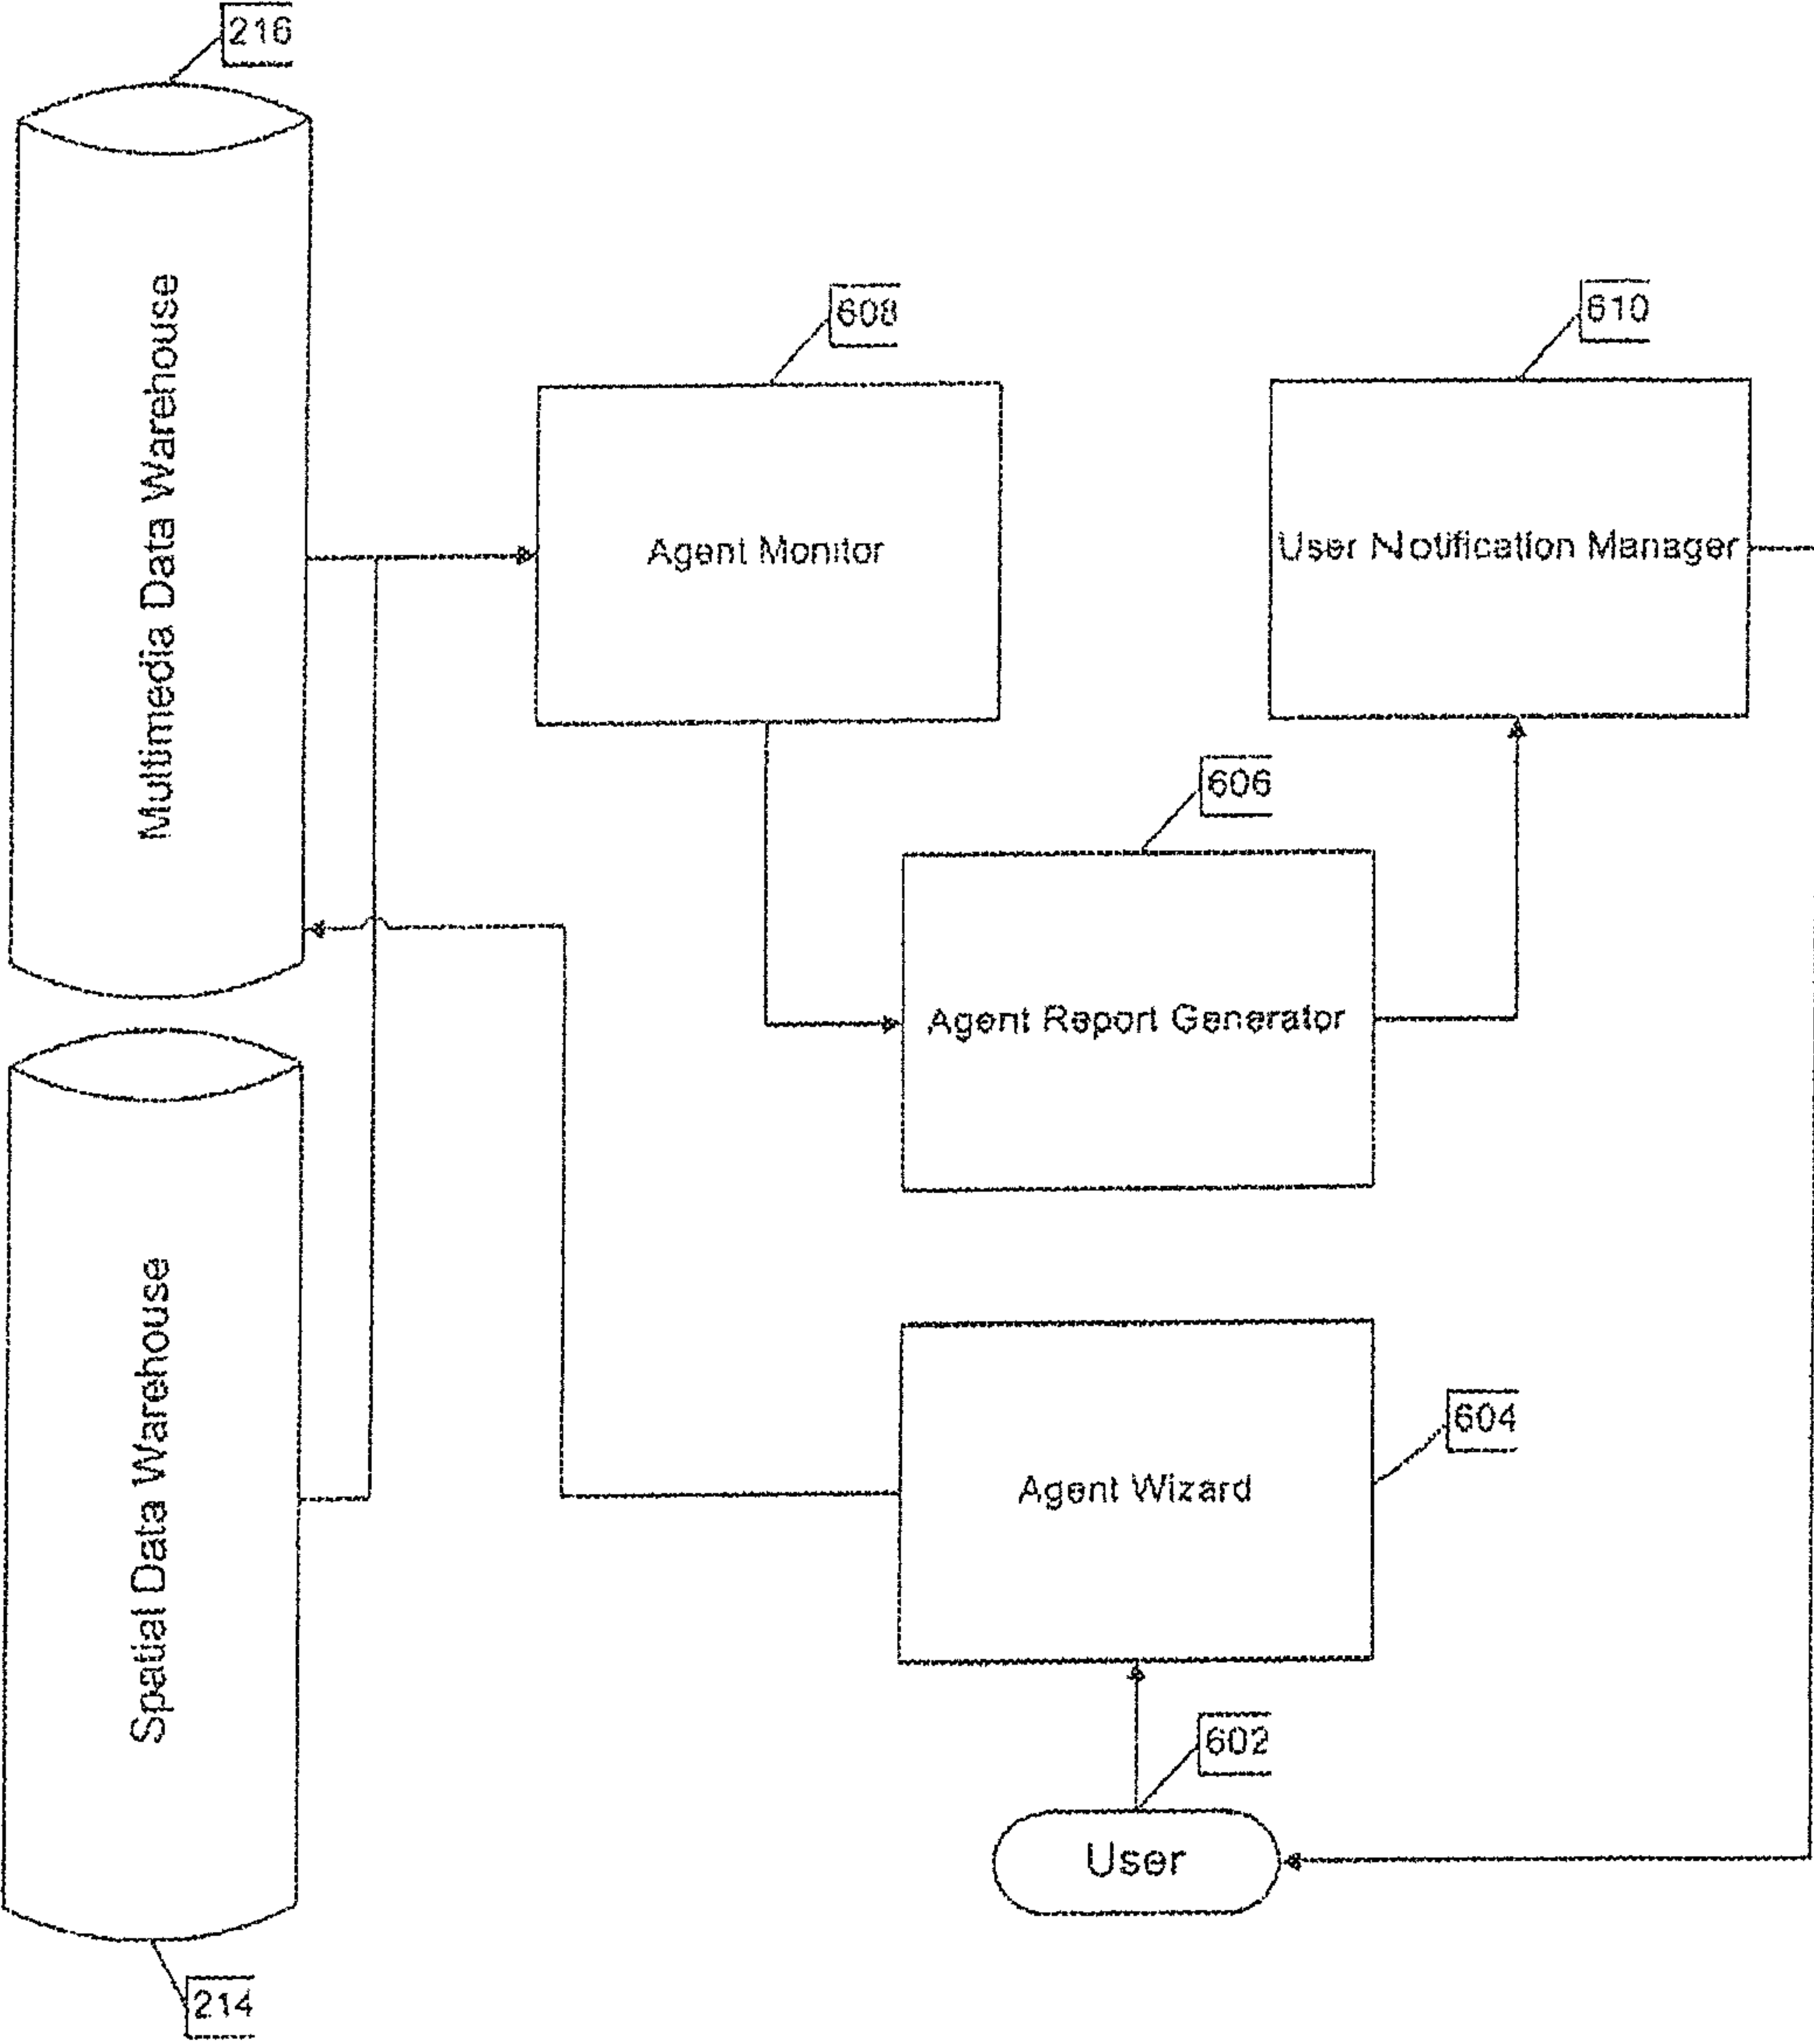 216
Multimedia Data Warehouse
608
Agent Monitor
610
User Notification Manager
606
Agent Report Generator
Spatial Data Warehouse
604
Agent Wizard
602
User
214